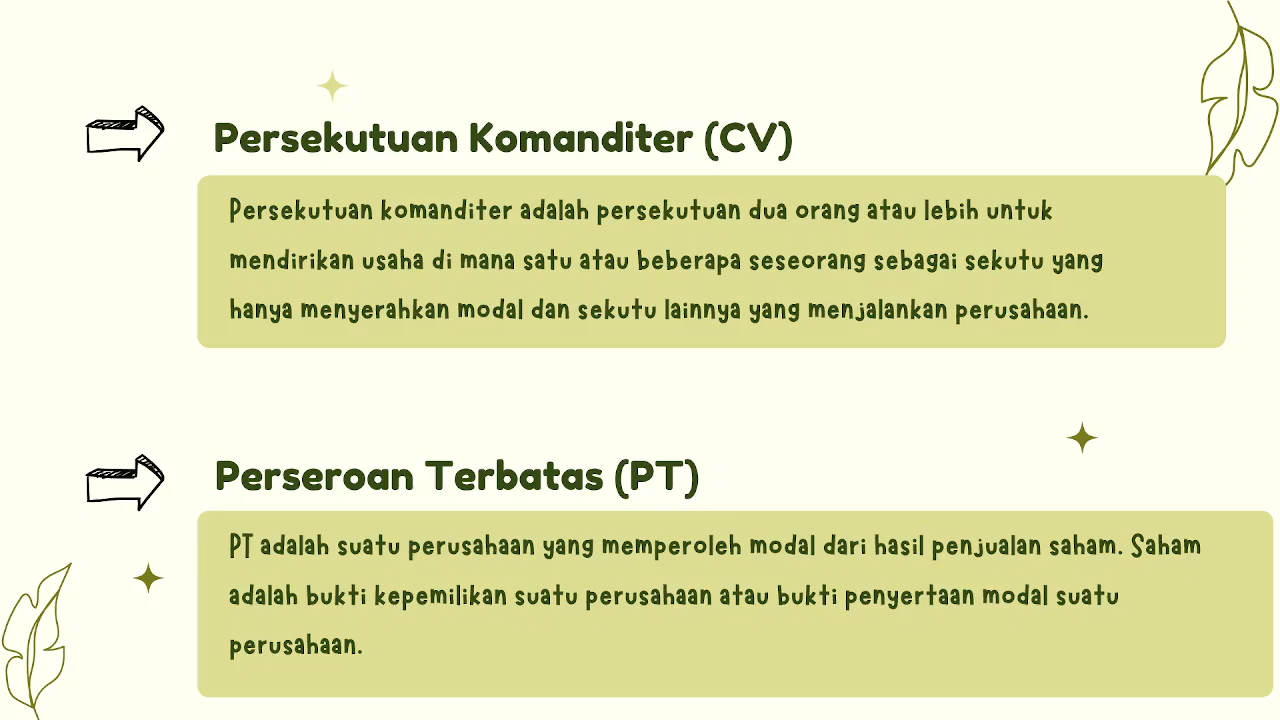 Persekutuan Komanditer (CV)
Persekutuan komanditer adalah persekutuan dua orang atau lebih untuk
mendirikan usaha di mana satu atau beberapa seseorang sebagai sekutu yang
hanya menyerahkan modal dan sekutu lainnya yang menjalankan perusahaan.
Perseroan Terbatas (PT)
PT adalah suatu perusahaan yang memperoleh modal dari hasil penjualan saham. Saham
adalah bukti kepemilikan suatu perusahaan atau bukti penyertaan modal suatu
perusahaan.